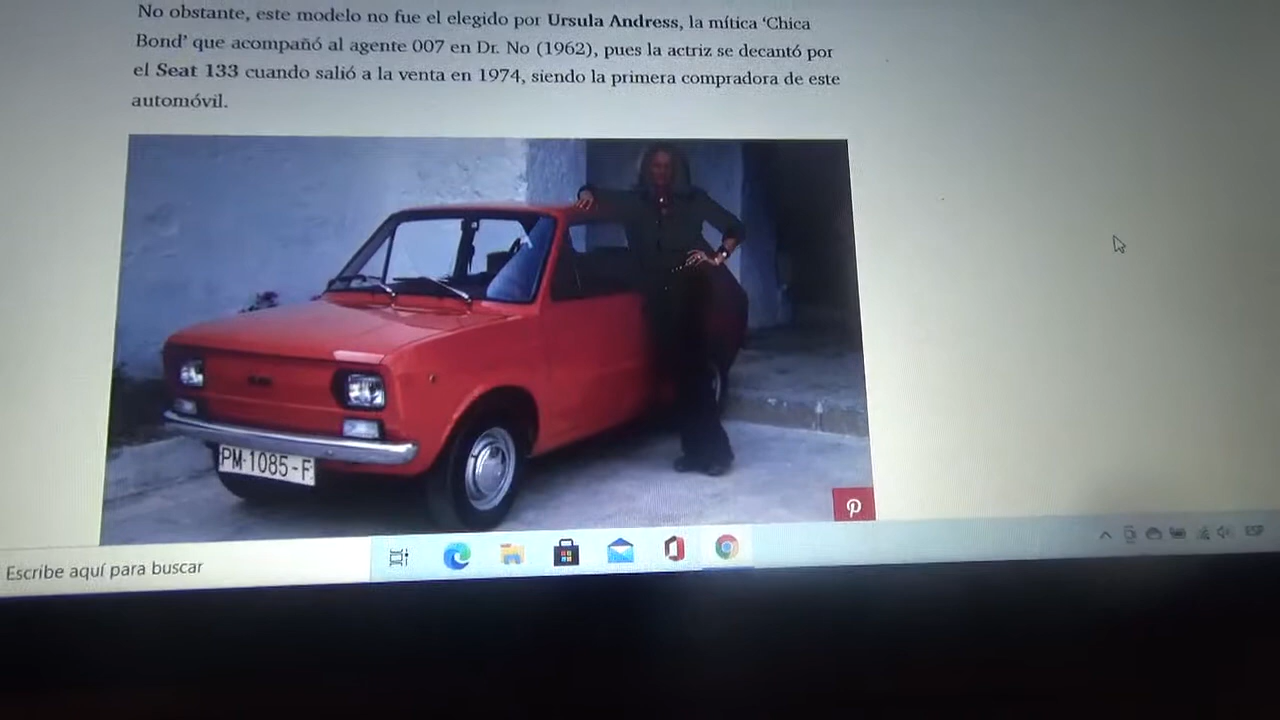 No obstante, este modelo no fue el elegido por Ursula Andress, la mítica ‘Chica
Bond’ que acompañó al agente 007 en Dr. No (1962), pues la actriz se decantó por
el Seat 133 cuando salió a la venta en 1974, siendo la primera compradora de este
automóvil.
PM·1085-F
Escribe aquí para buscar